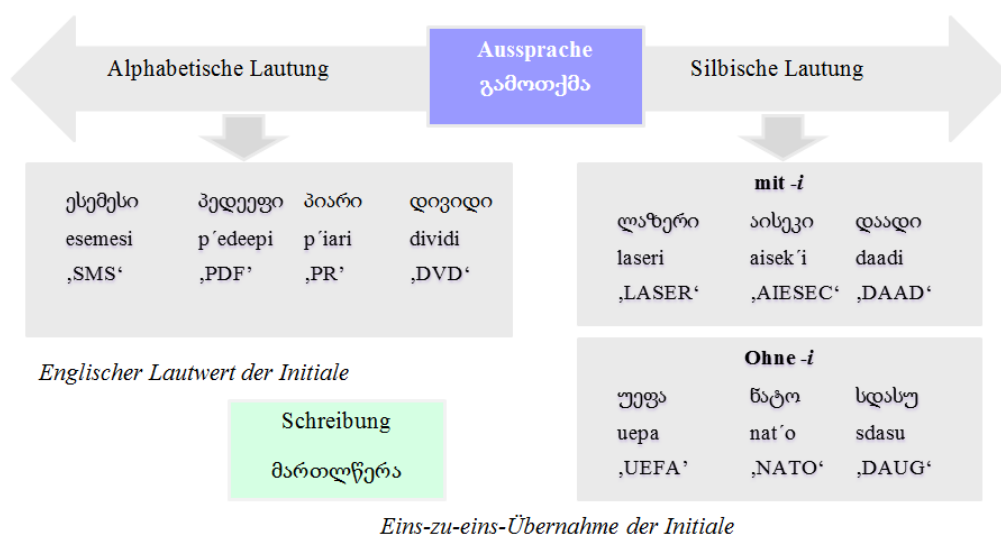 Alphabetische Lautung
Aussprache
გამოთქმა
Silbische Lautung
ესემესი პედეეფი პიარი დივიდი
esemesi p´edeepi p´iari dividi
‚SMS‘ ‚PDF’ ‚PR’ ‚DVD‘
mit -i
ლაზერი აისეკი დაადი
laseri aisek´i daadi
‚LASER‘ ‚AIESEC‘ ‚DAAD‘
Englischer Lautwert der Initiale
Ohne -i
უეფა ნატო სდასუ
uepa nat´o sdasu
‚UEFA’ ‚NATO‘ ‚DAUG‘
Schreibung
მართლწერა
Eins-zu-eins-Übernahme der Initiale